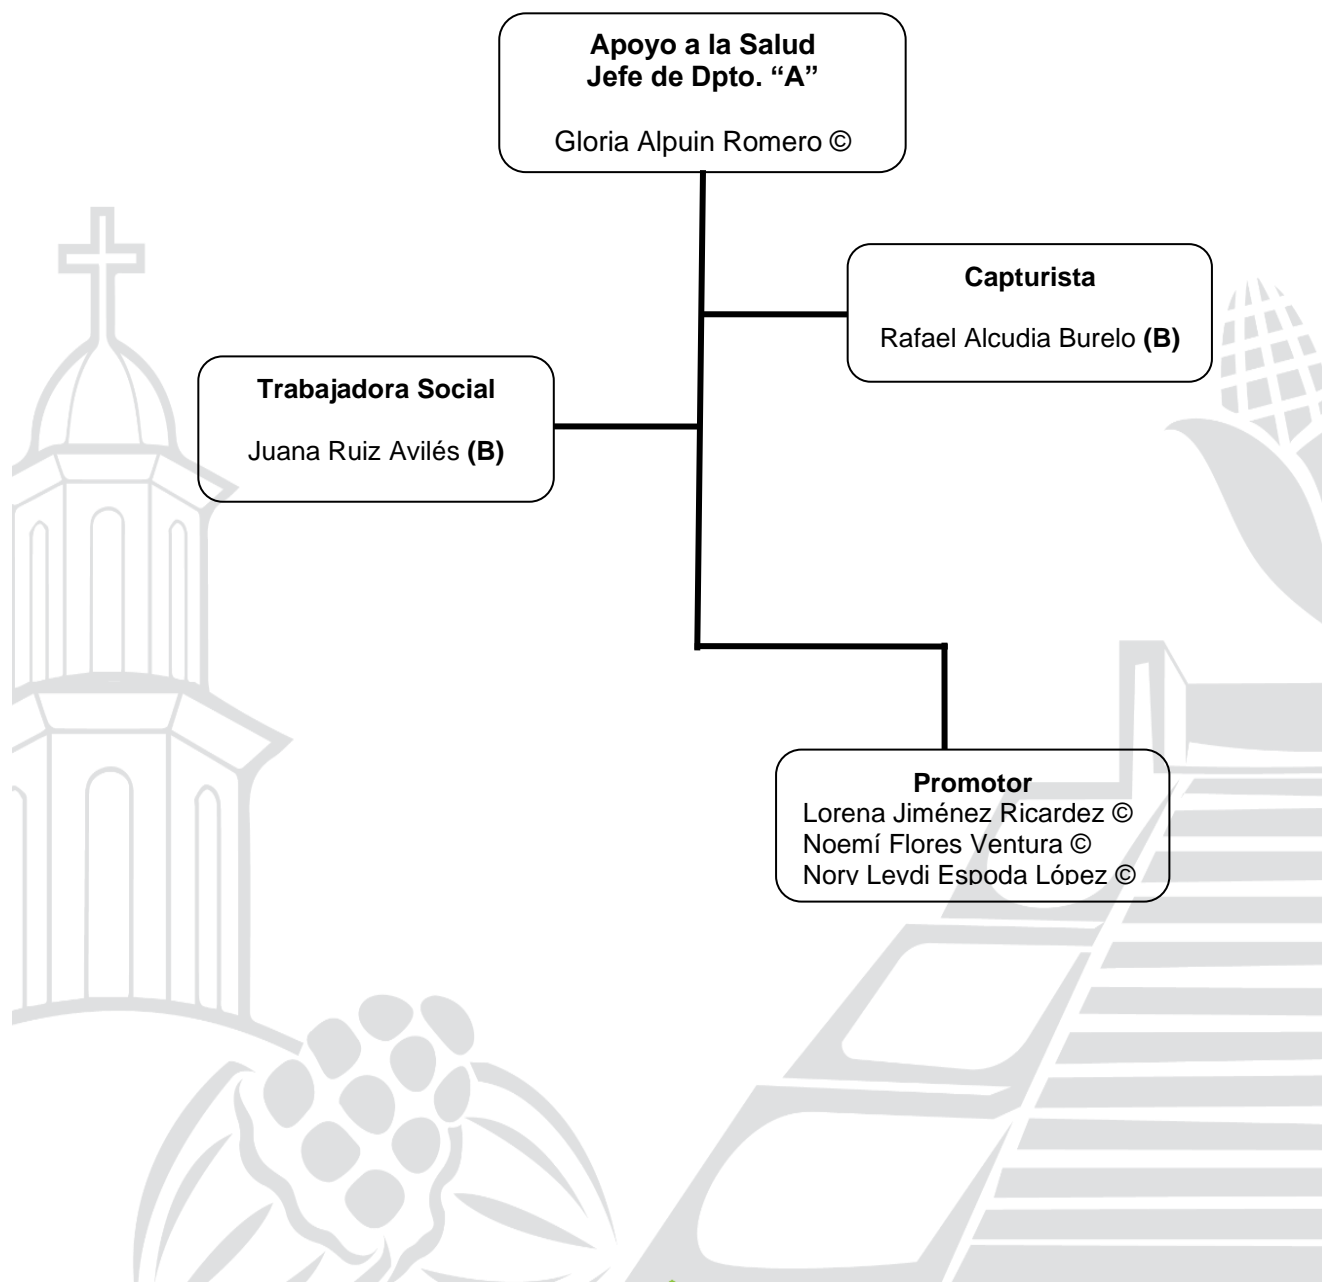 Apoyo a la Salud
Jefe de Dpto. “A”
Gloria Alpuin Romero ©
Capturista
Rafael Alcudia Burelo (B)
Trabajadora Social
Juana Ruiz Avilés (B)
Promotor
Lorena Jiménez Ricardez ©
Noemí Flores Ventura ©
Nory Leydi Espoda López ©